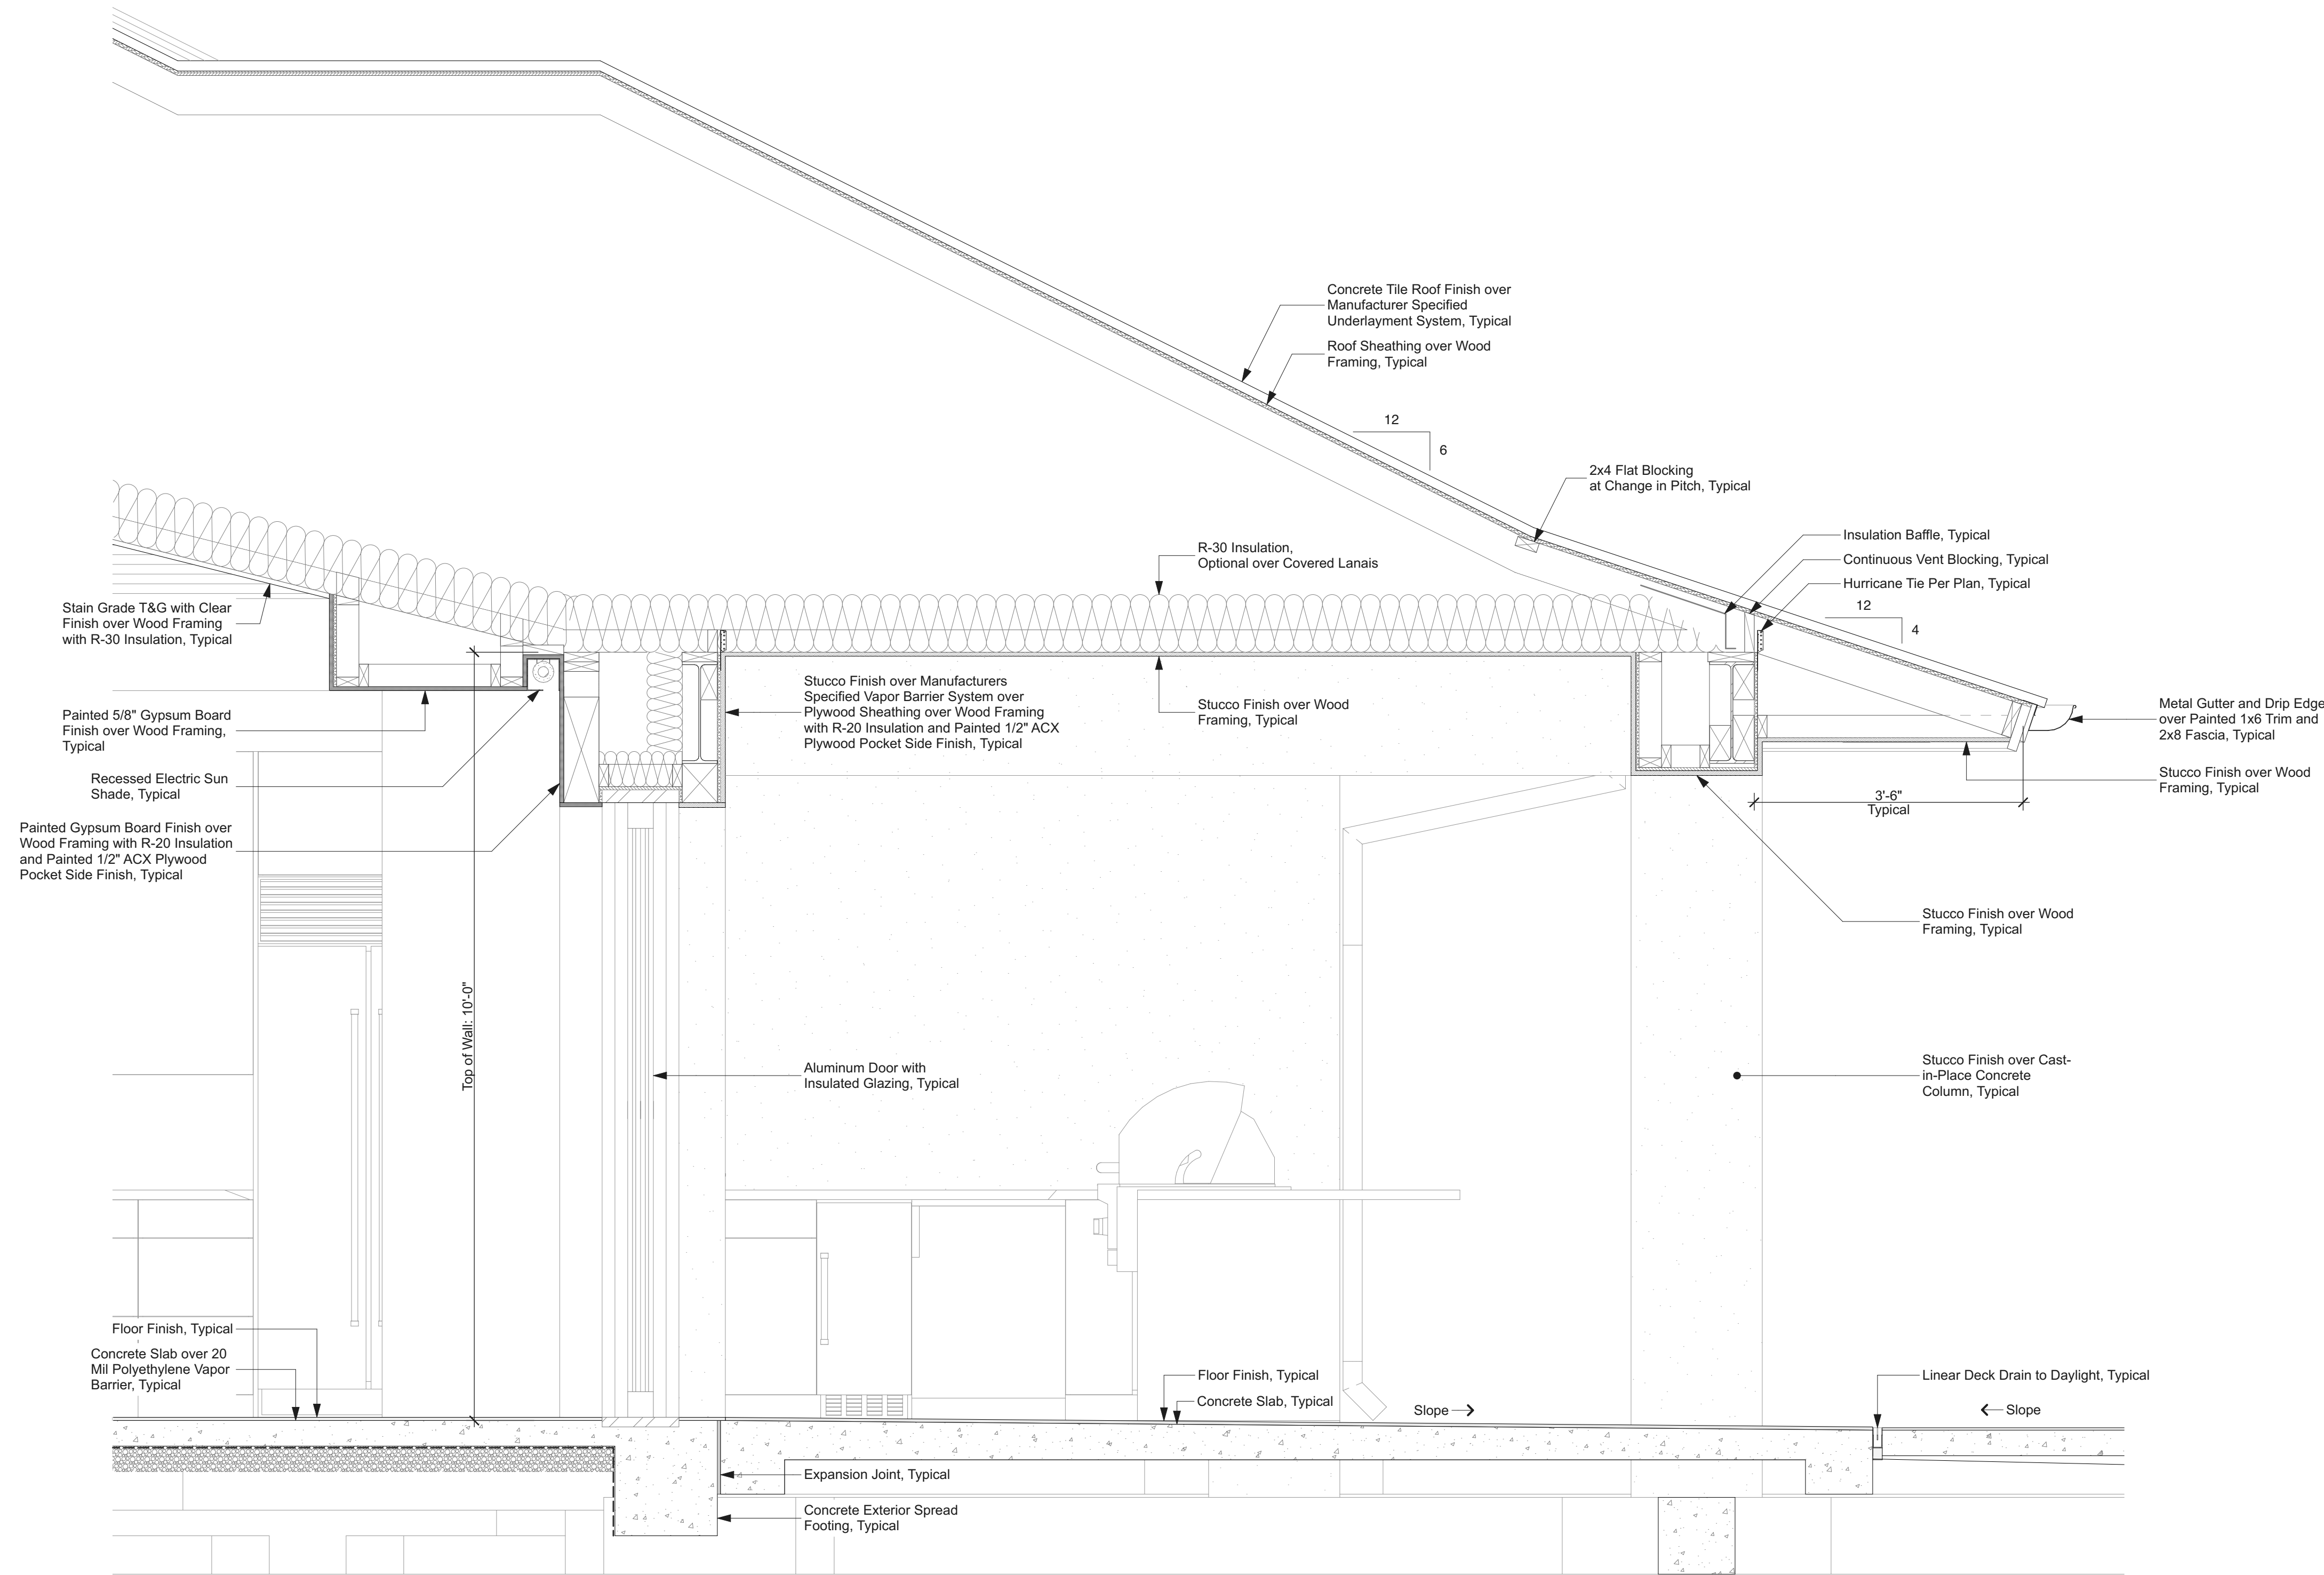 Concrete Tile Roof Finish over
Manufacturer Specified
Underlayment System, Typical
Roof Sheathing over Wood
Framing, Typical
12
6
2x4 Flat Blocking
at Change in Pitch, Typical
R-30 Insulation,
Optional over Covered Lanais
Insulation Baffle, Typical
Continuous Vent Blocking, Typical
Hurricane Tie Per Plan, Typical
12
4
Stain Grade T&G with Clear
Finish over Wood Framing
with R-30 Insulation, Typical
Painted 5/8" Gypsum Board
Finish over Wood Framing,
Typical
Recessed Electric Sun
Shade, Typical
Painted Gypsum Board Finish over
Wood Framing with R-20 Insulation
and Painted 1/2" ACX Plywood
Pocket Side Finish, Typical
Stucco Finish over Manufacturers
Specified Vapor Barrier System over
Plywood Sheathing over Wood Framing
with R-20 Insulation and Painted 1/2" ACX
Plywood Pocket Side Finish, Typical
Stucco Finish over Wood
Framing, Typical
Metal Gutter and Drip Edge
over Painted 1x6 Trim and
2x8 Fascia, Typical
Stucco Finish over Wood
Framing, Typical
3'-6"
Typical
Stucco Finish over Wood
Framing, Typical
Top of Wall: 10'-0"
Aluminum Door with
Insulated Glazing, Typical
Stucco Finish over Cast-
in-Place Concrete
Column, Typical
Floor Finish, Typical
Concrete Slab over 20
Mil Polyethylene Vapor
Barrier, Typical
Floor Finish, Typical
Concrete Slab, Typical
Slope
Linear Deck Drain to Daylight, Typical
Slope
Expansion Joint, Typical
Concrete Exterior Spread
Footing, Typical